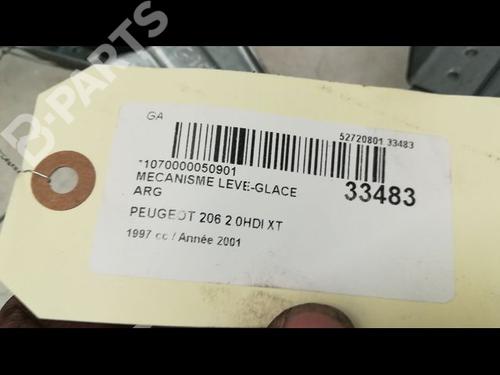 B-PARTS
GA
52720801 33483
*1070000050901
MECANISME LEVE-GLACE
33483
ARG
PEUGEOT 206 2.0HDI XT
1997 cc / Année 2001